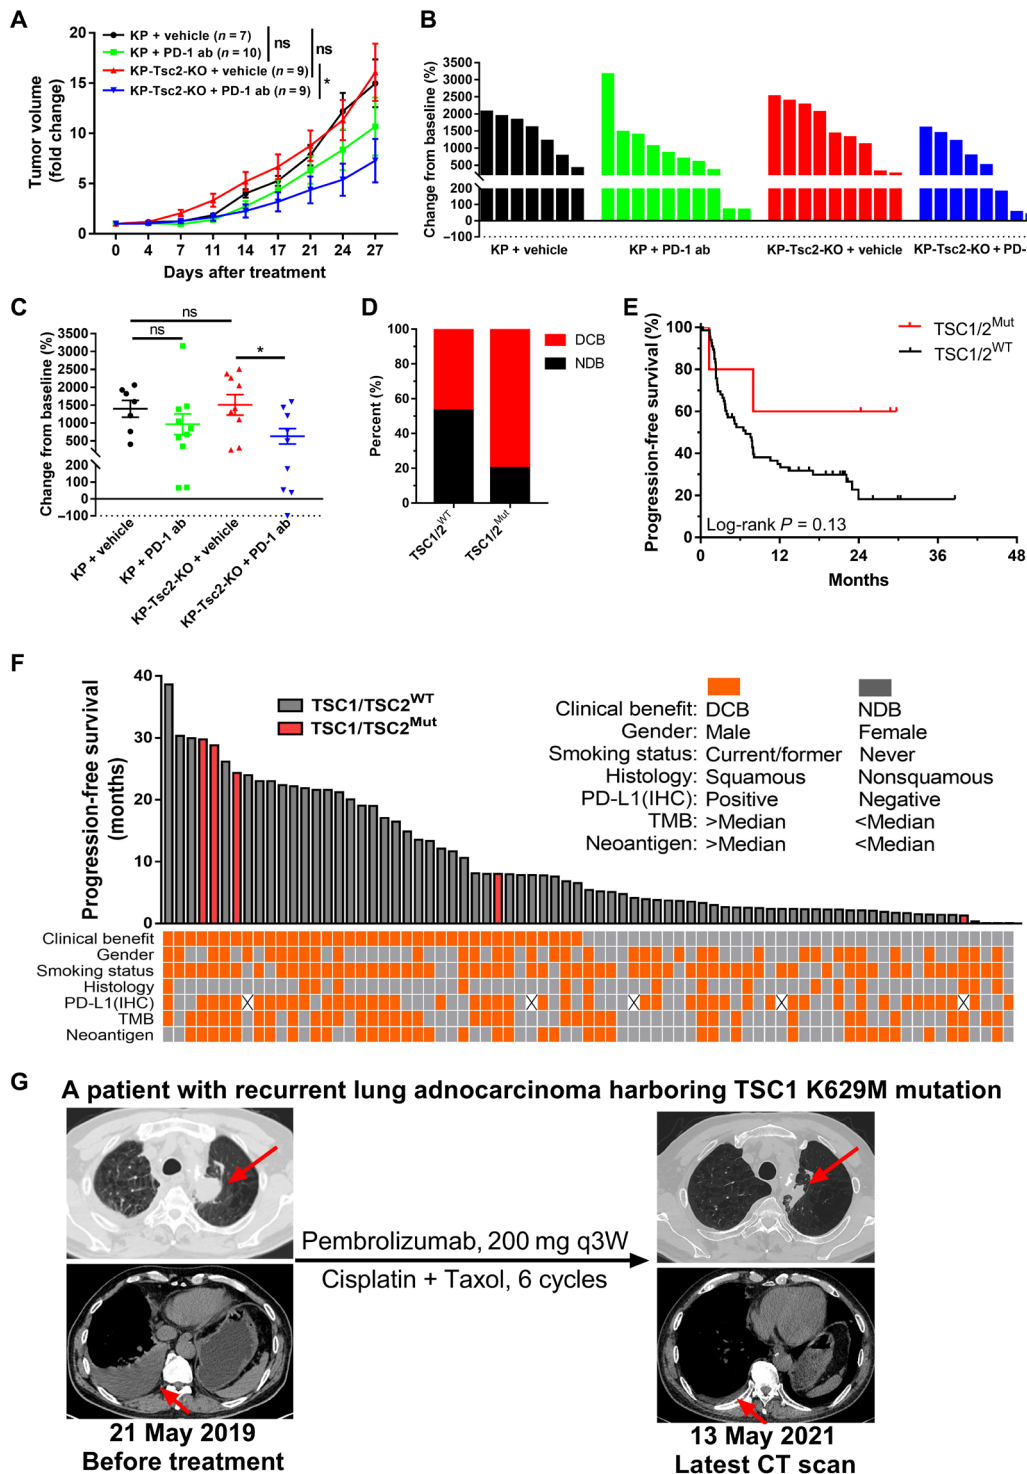 A
20
15
10
5
0
Tumor volume
(fold change)
KP + vehicle (n = 7)
KP + PD-1 ab (n = 10)
KP-Tsc2-KO + vehicle (n = 9)
KP-Tsc2-KO + PD-1 ab (n = 9)
ns
ns
*
0 4 7 11 14 17 21 24 27
Days after treatment
B
Change from baseline (%)
3500
3000
2500
2000
1500
1000
500
200
100
0
−100
KP + vehicle
KP + PD-1 ab
KP-Tsc2-KO + vehicle
KP-Tsc2-KO + PD-
C
Change from baseline (%)
3500
3000
2500
2000
1500
1000
500
200
100
0
−100
ns
ns
*
KP + vehicle
KP + PD-1 ab
KP-Tsc2-KO + vehicle
KP-Tsc2-KO + PD-1 ab
D
Percent (%)
100
80
60
40
20
0
DCB
NDB
TSC1/2WT
TSC1/2Mut
E
Progression-free survival (%)
100
80
60
40
20
TSC1/2Mut
TSC1/2WT
Log-rank P = 0.13
0 12 24 36 48
Months
F
Progression-free survival
(months)
40
30
20
10
0
TSC1/TSC2WT
TSC1/TSC2Mut
Clinical benefit: DCB NDB
Gender: Male Female
Smoking status: Current/former Never
Histology: Squamous Nonsquamous
PD-L1(IHC): Positive Negative
TMB: >Median <Median
Neoantigen: >Median <Median
Clinical benefit
Gender
Smoking status
Histology
PD-L1(IHC)
X X X X X
TMB
Neoantigen
G
A patient with recurrent lung adnocarcinoma harboring TSC1 K629M mutation
Pembrolizumab, 200 mg q3W
Cisplatin + Taxol, 6 cycles
21 May 2019
Before treatment
13 May 2021
Latest CT scan